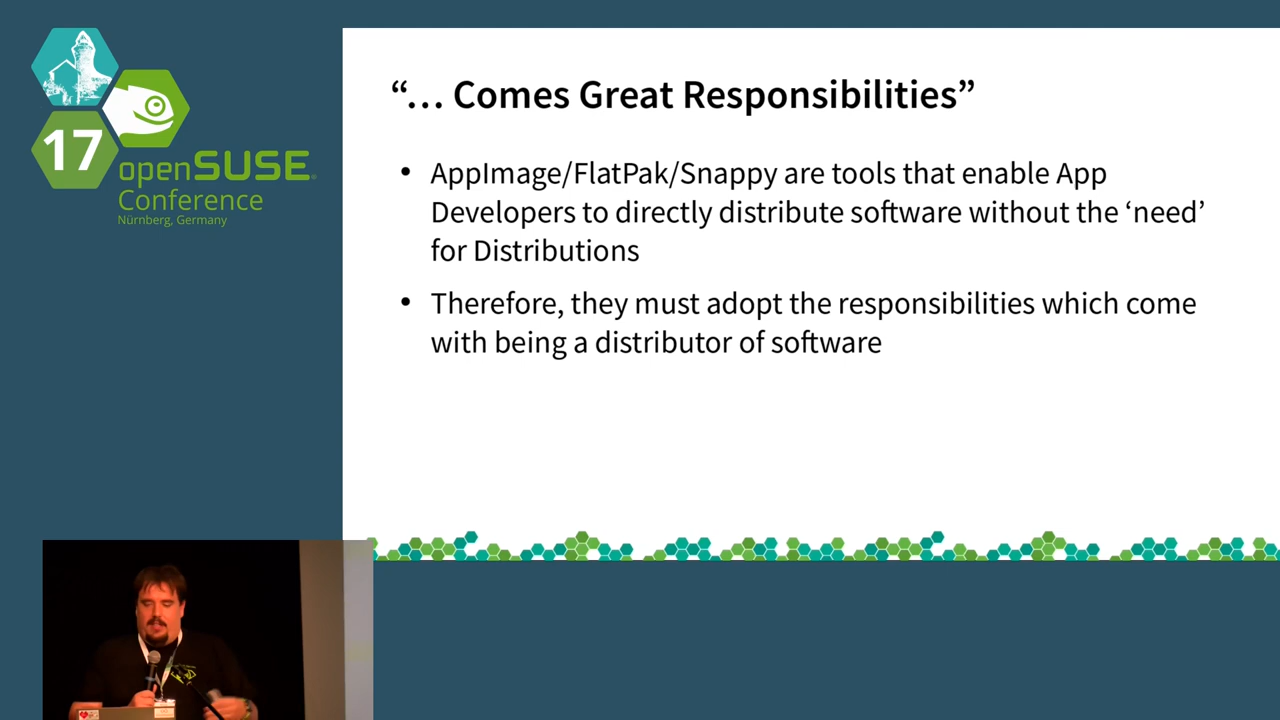 17
openSUSE
Conference
Nürnberg, Germany
“… Comes Great Responsibilities”
• AppImage/FlatPak/Snappy are tools that enable App
Developers to directly distribute software without the ‘need’
for Distributions
• Therefore, they must adopt the responsibilities which come
with being a distributor of software